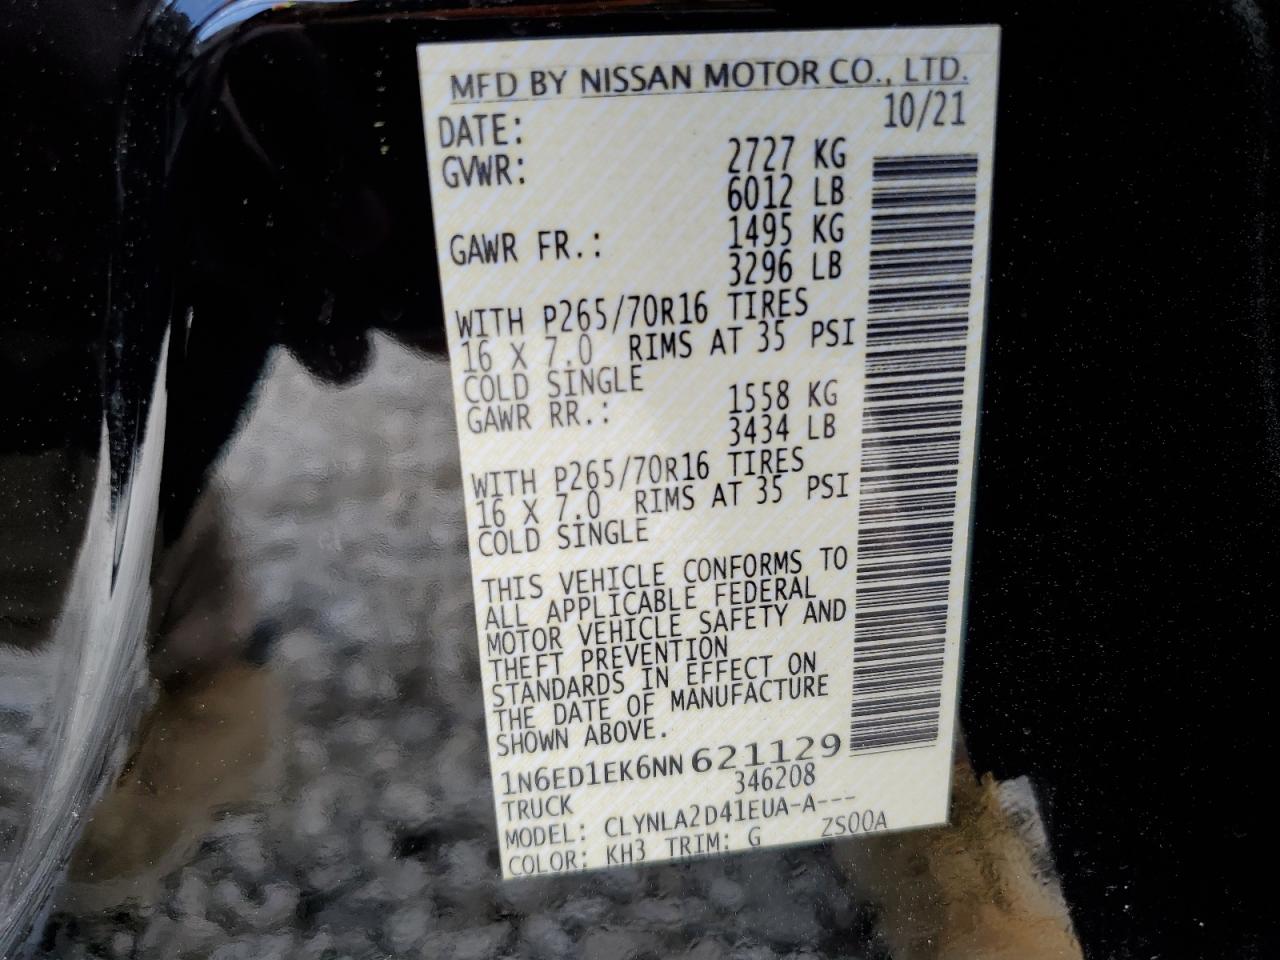 MFD BY NISSAN MOTOR CO., LTD.
DATE: 10/21
GVWR: 2727 KG
6012 LB
GAWR FR.: 1495 KG
3296 LB
WITH P265/70R16 TIRES
16 X 7.0 RIMS AT 35 PSI
COLD SINGLE
GAWR RR.: 1558 KG
3434 LB
WITH P265/70R16 TIRES
16 X 7.0 RIMS AT 35 PSI
COLD SINGLE
THIS VEHICLE CONFORMS TO
ALL APPLICABLE FEDERAL
MOTOR VEHICLE SAFETY AND
THEFT PREVENTION
STANDARDS IN EFFECT ON
THE DATE OF MANUFACTURE
SHOWN ABOVE.
1N6ED1EK6NN621129
TRUCK 346208
MODEL: CLYNLA2D41EUA-A---
COLOR: KH3 TRIM: G ZS00A